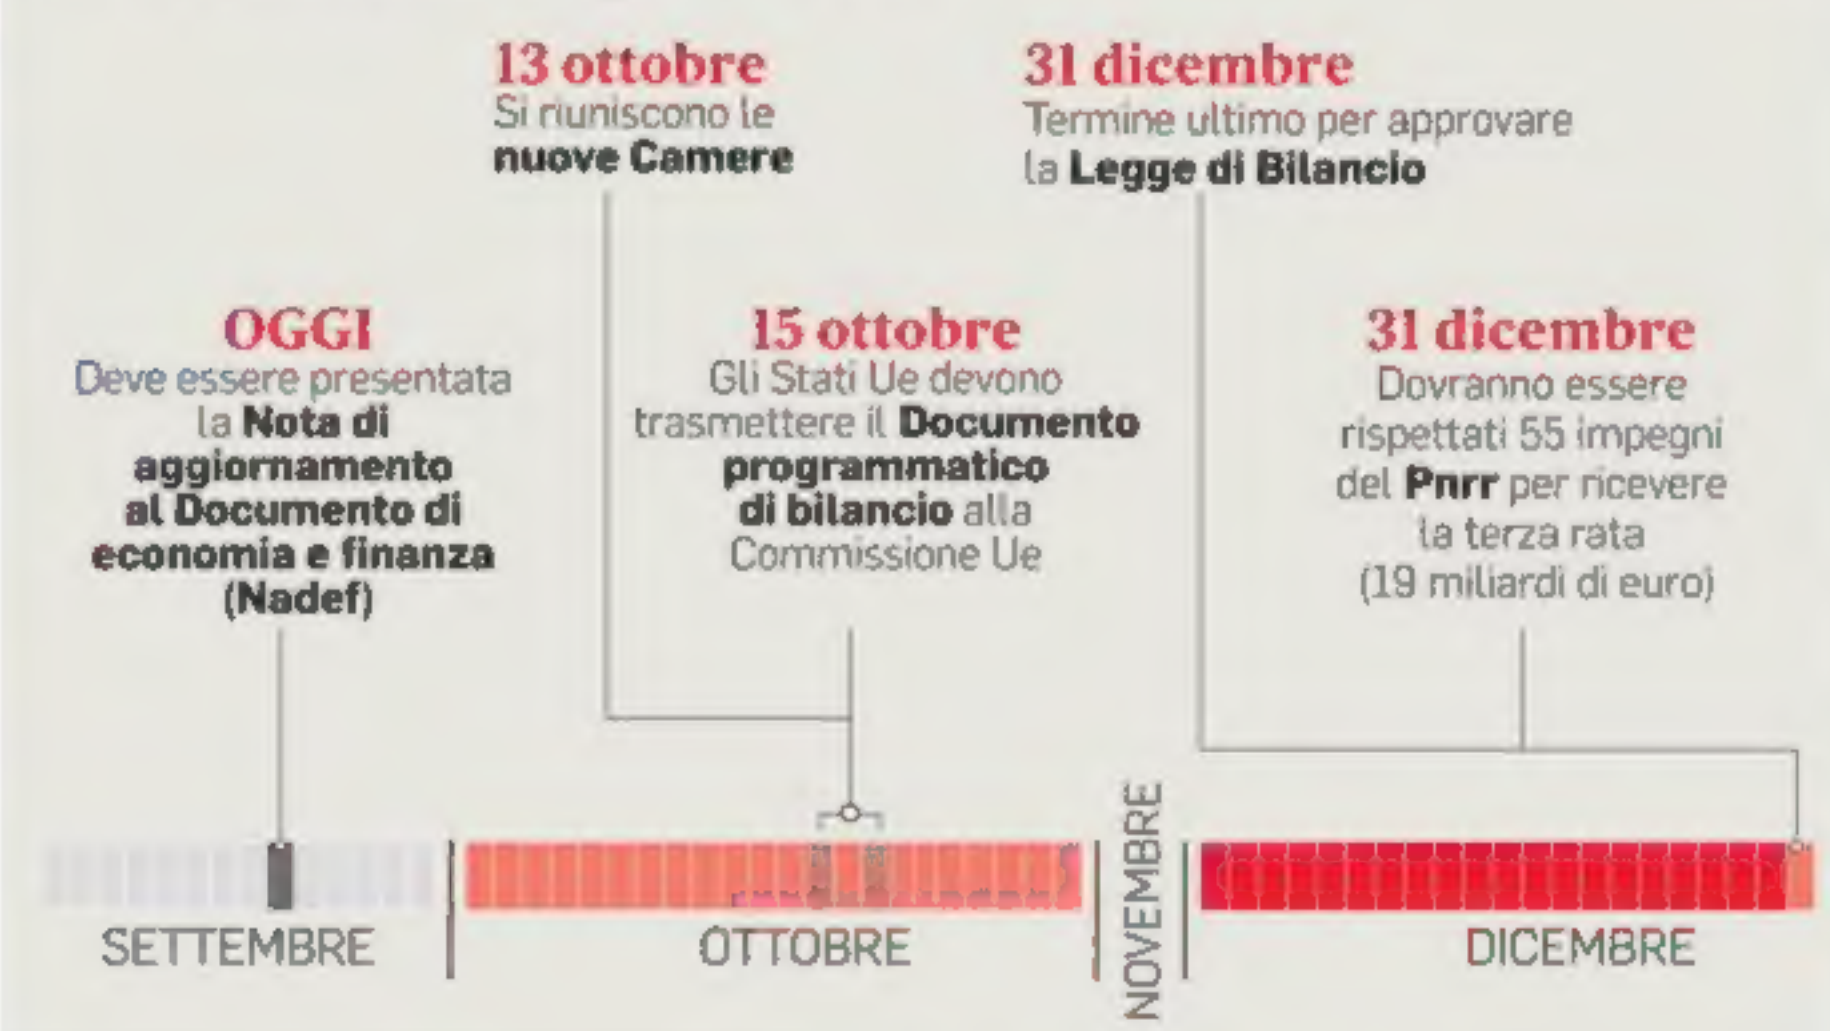 13 ottobre
Si riuniscono le
nuove Camere
31 dicembre
Termine ultimo per approvare
la Legge di Bilancio
OGGI
Deve essere presentata
la Nota di
aggiornamento
al Documento di
economia e finanza
(Nadef)
15 ottobre
Gli Stati Ue devono
trasmettere il Documento
programmatico
di bilancio alla
Commissione Ue
31 dicembre
Dovranno essere
rispettati 55 impegni
del Pnrr per ricevere
la terza rata
(19 miliardi di euro)
SETTEMBRE
OTTOBRE
NOVEMBRE
DICEMBRE